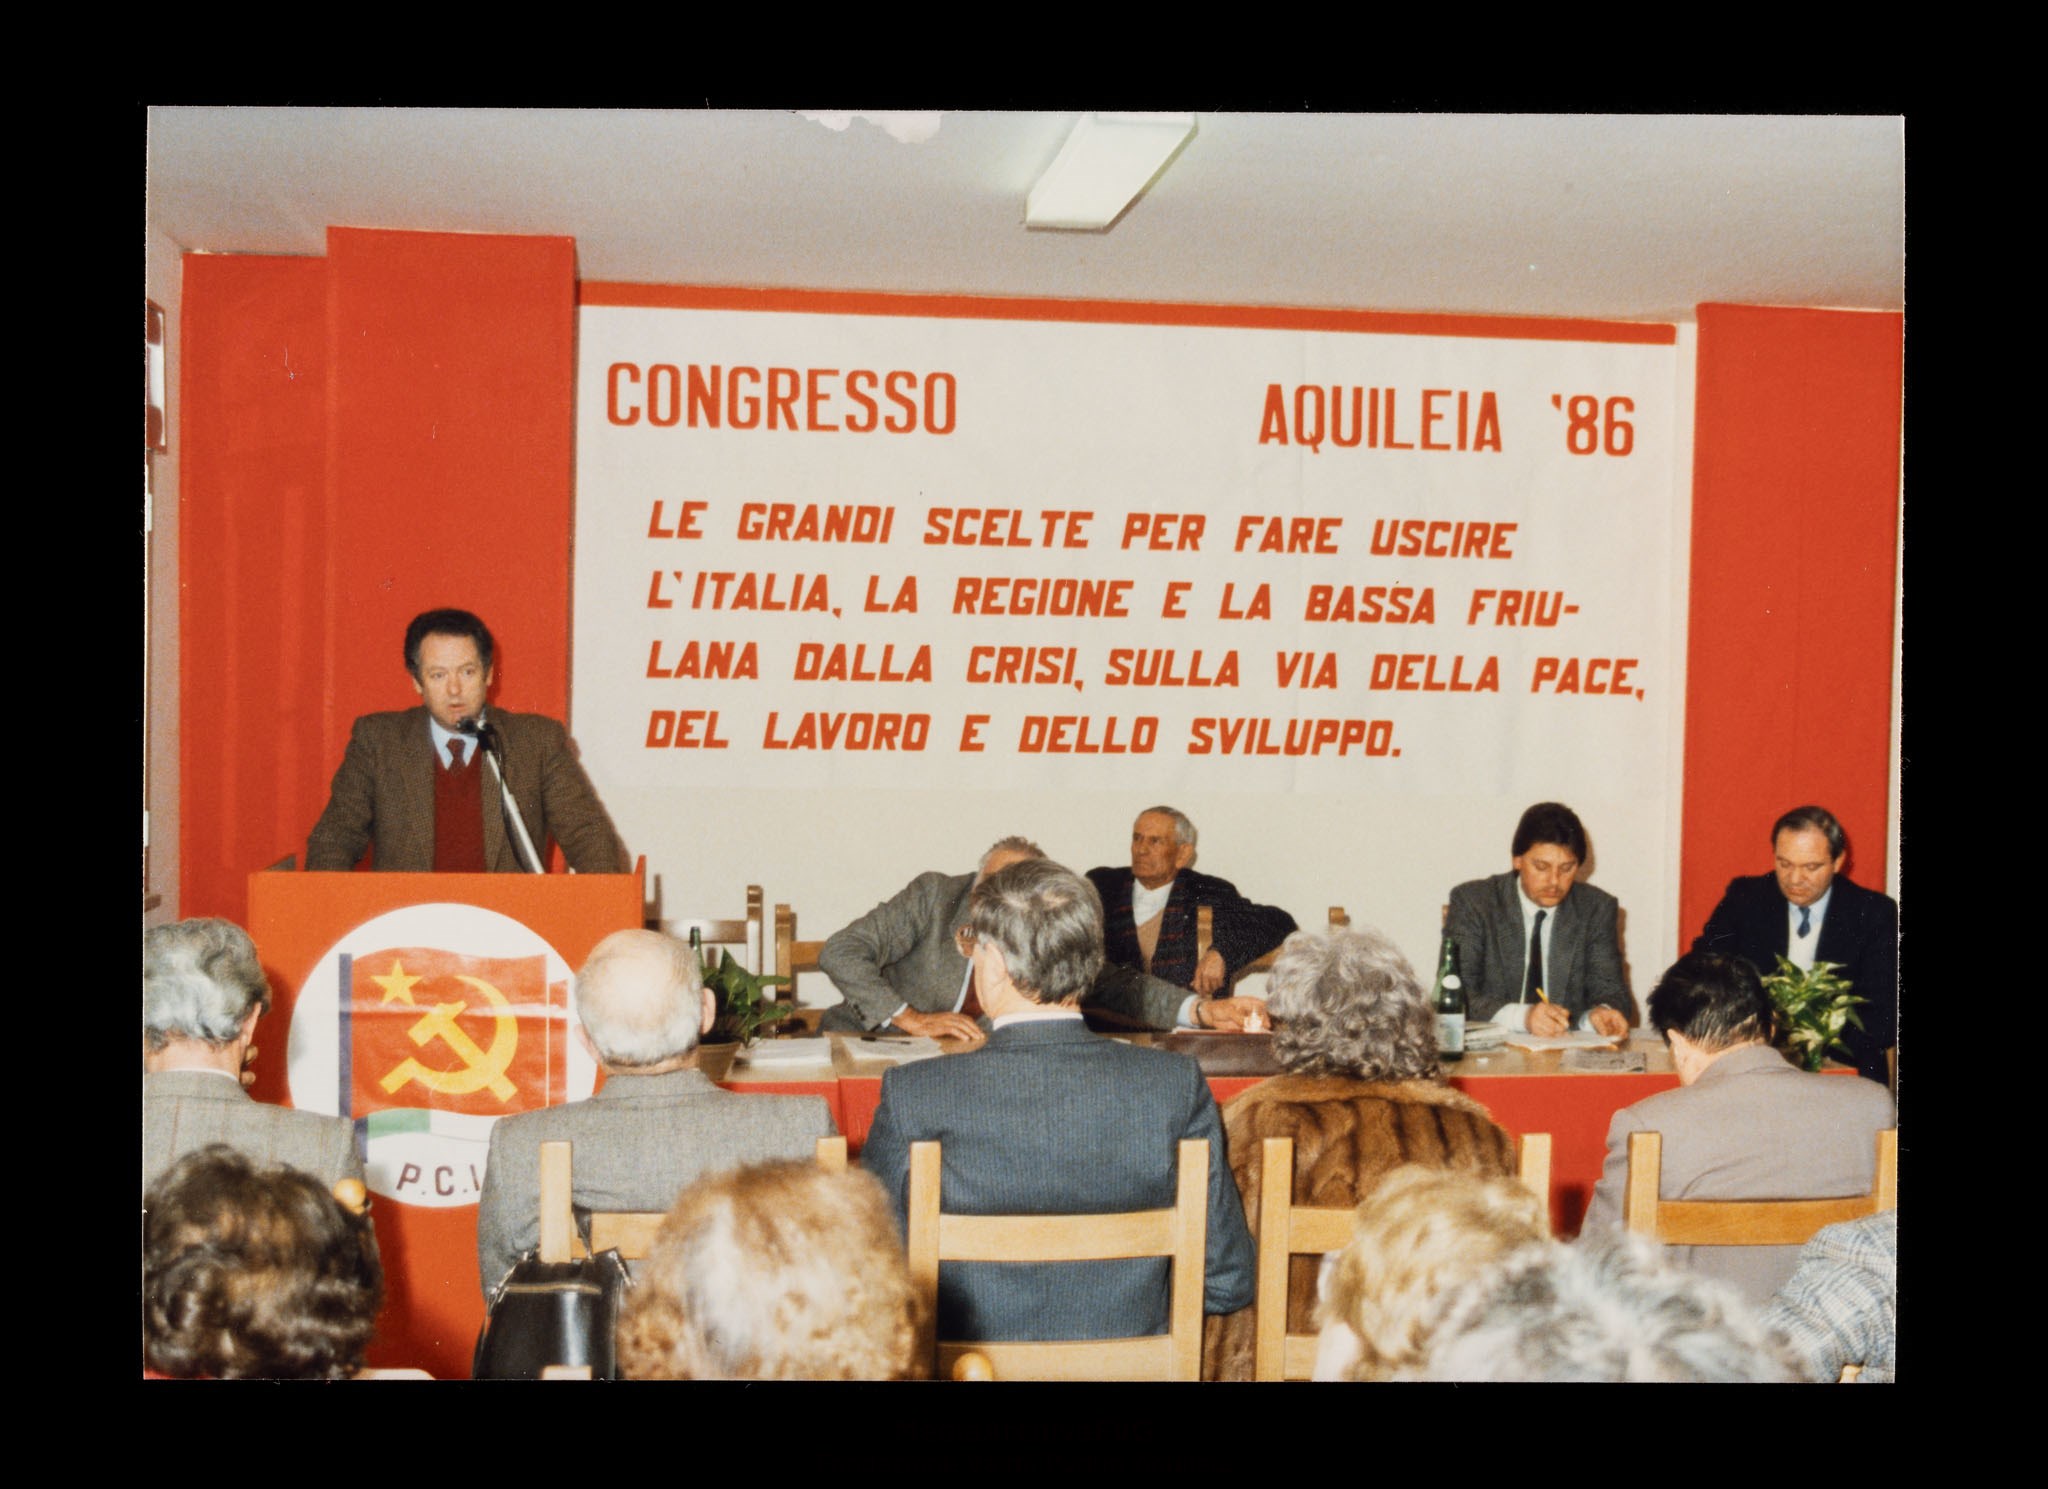 CONGRESSO AQUILEIA '86
LE GRANDI SCELTE PER FARE USCIRE
L'ITALIA, LA REGIONE E LA BASSA FRIU-
LANA DALLA CRISI, SULLA VIA DELLA PACE,
DEL LAVORO E DELLO SVILUPPO.
P.C.I